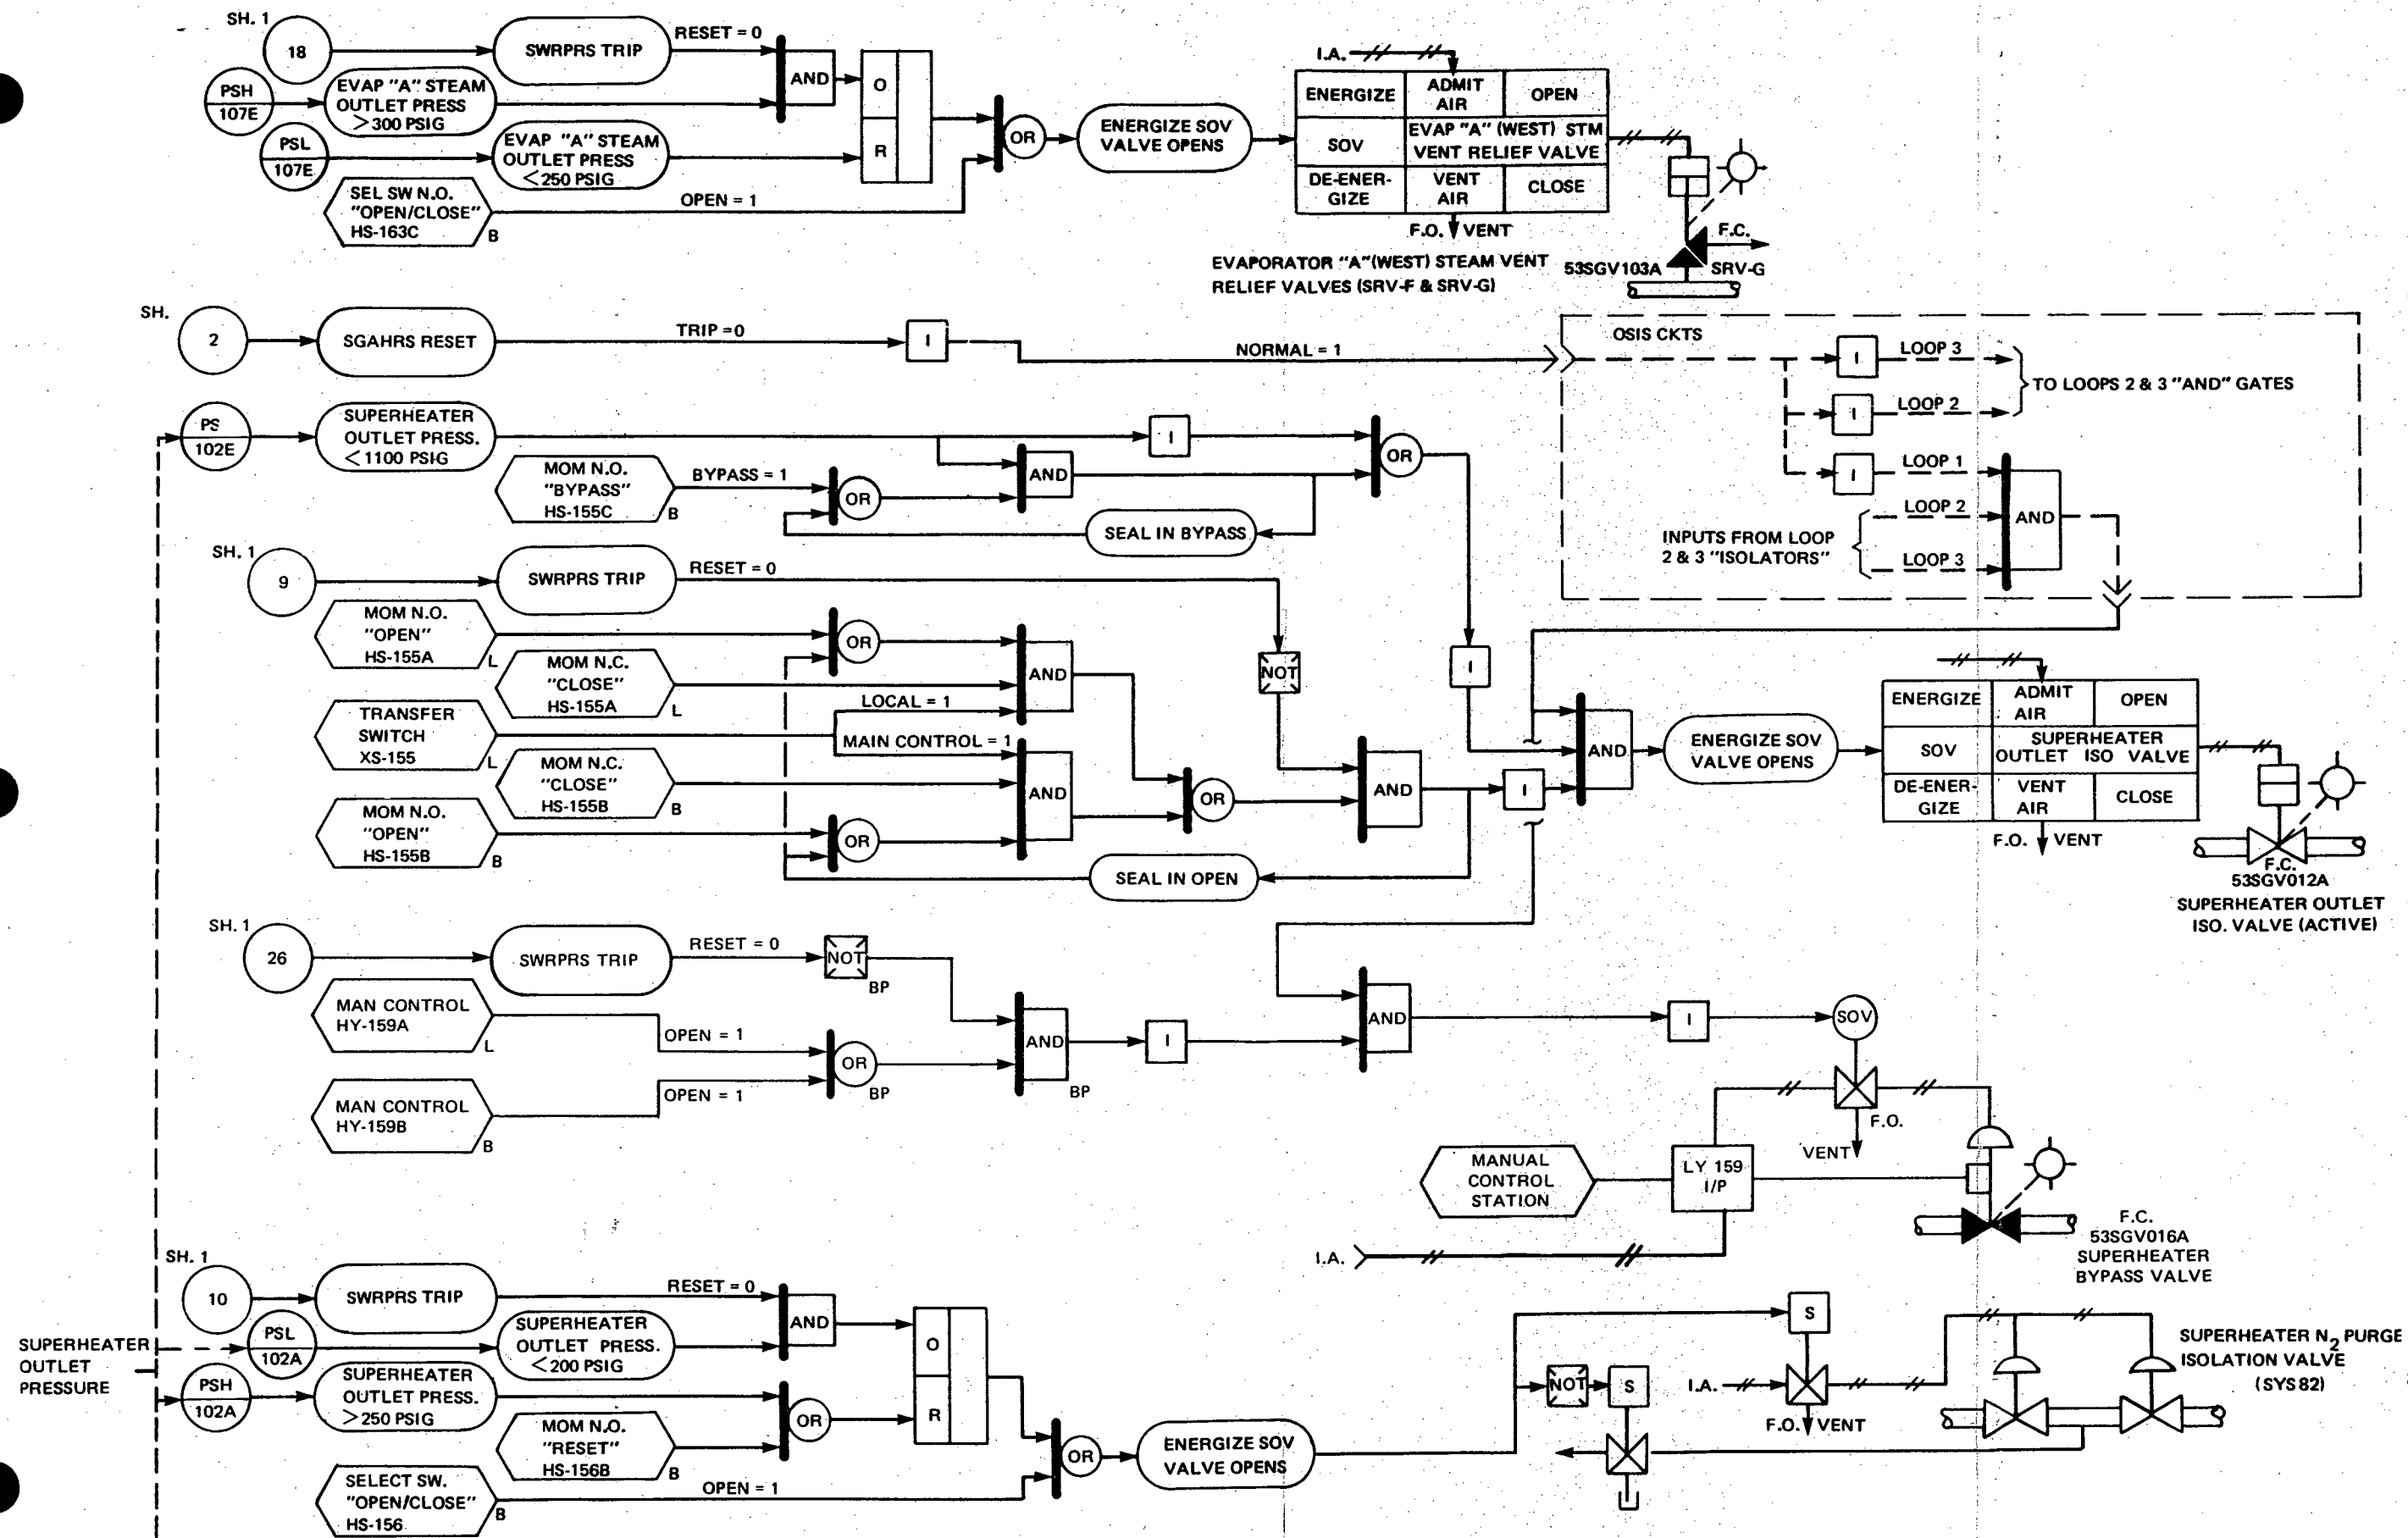 SH. 1
18
SWRPRS TRIP
RESET = 0
PSH
107E
EVAP "A" STEAM
OUTLET PRESS
>300 PSIG
AND
O
R
PSL
107E
EVAP "A" STEAM
OUTLET PRESS
<250 PSIG
SEL SW N.O.
"OPEN/CLOSE"
HS-163C
B
OPEN = 1
OR
ENERGIZE SOV
VALVE OPENS
I.A.
ENERGIZE
ADMIT
AIR
OPEN
SOV
EVAP "A" (WEST) STM
VENT RELIEF VALVE
DE-ENER-
GIZE
VENT
AIR
CLOSE
F.O.
VENT
EVAPORATOR "A"(WEST) STEAM VENT
RELIEF VALVES (SRV-F & SRV-G)
53SGV103A
F.C.
SRV-G
SH.
2
SGAHRS RESET
TRIP=0
I
NORMAL = 1
OSIS CKTS
I
LOOP 3
I
LOOP 2
TO LOOPS 2 & 3 "AND" GATES
I
LOOP 1
LOOP 2
LOOP 3
AND
INPUTS FROM LOOP
2 & 3 "ISOLATORS"
PS
102E
SUPERHEATER
OUTLET PRESS.
<1100 PSIG
I
OR
MOM N.O.
"BYPASS"
HS-155C
B
BYPASS = 1
OR
AND
SEAL IN BYPASS
SH. 1
9
SWRPRS TRIP
RESET = 0
MOM N.O.
"OPEN"
HS-155A
L
OR
MOM N.C.
"CLOSE"
HS-155A
L
AND
NOT
I
TRANSFER
SWITCH
XS-155
L
LOCAL = 1
MAIN CONTROL = 1
MOM N.C.
"CLOSE"
HS-155B
B
AND
OR
AND
I
AND
MOM N.O.
"OPEN"
HS-155B
B
OR
SEAL IN OPEN
ENERGIZE SOV
VALVE OPENS
ENERGIZE
ADMIT
AIR
OPEN
SOV
SUPERHEATER
OUTLET ISO VALVE
DE-ENER-
GIZE
VENT
AIR
CLOSE
F.O.
VENT
F.C.
53SGV012A
SUPERHEATER OUTLET
ISO. VALVE (ACTIVE)
SH. 1
26
SWRPRS TRIP
RESET = 0
NOT
BP
MAN CONTROL
HY-159A
L
OPEN = 1
OR
BP
MAN CONTROL
HY-159B
B
OPEN = 1
AND
BP
I
AND
I
SOV
F.O.
VENT
MANUAL
CONTROL
STATION
LY 159
I/P
I.A.
F.C.
53SGV016A
SUPERHEATER
BYPASS VALVE
SH. 1
10
SWRPRS TRIP
RESET = 0
SUPERHEATER
OUTLET
PRESSURE
PSL
102A
SUPERHEATER
OUTLET PRESS.
<200 PSIG
AND
O
R
PSH
102A
SUPERHEATER
OUTLET PRESS.
>250 PSIG
OR
MOM N.O.
"RESET"
HS-156B
B
SELECT SW.
"OPEN/CLOSE"
HS-156
B
OPEN = 1
OR
ENERGIZE SOV
VALVE OPENS
S
NOT
S
I.A.
F.O.
VENT
SUPERHEATER N2 PURGE
ISOLATION VALVE
(SYS 82)